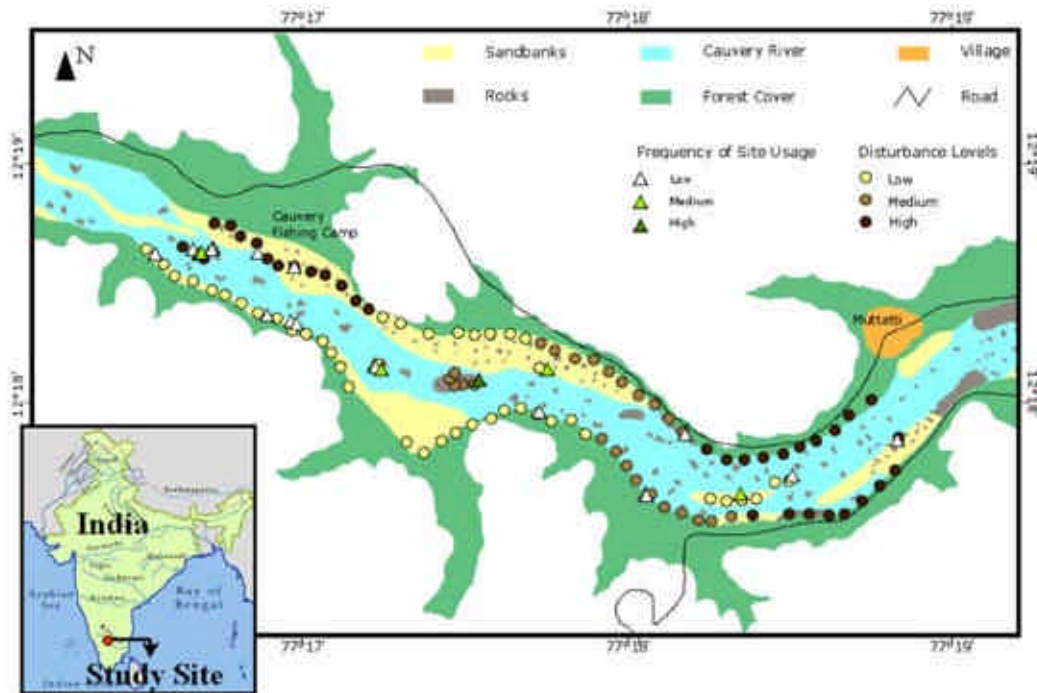 77°17' 77°18' 77°19'
N
Sandbanks Cauvery River Village
Rocks Forest Cover Road
12°19' 12°19'
Frequency of Site Usage Disturbance Levels
Low Low
Medium Medium
High High
Cauvery
Fishing Camp
Muttatti
12°18' 12°18'
India
Arabian
Sea
Bay of
Bengal
Study Site
77°17' 77°18' 77°19'